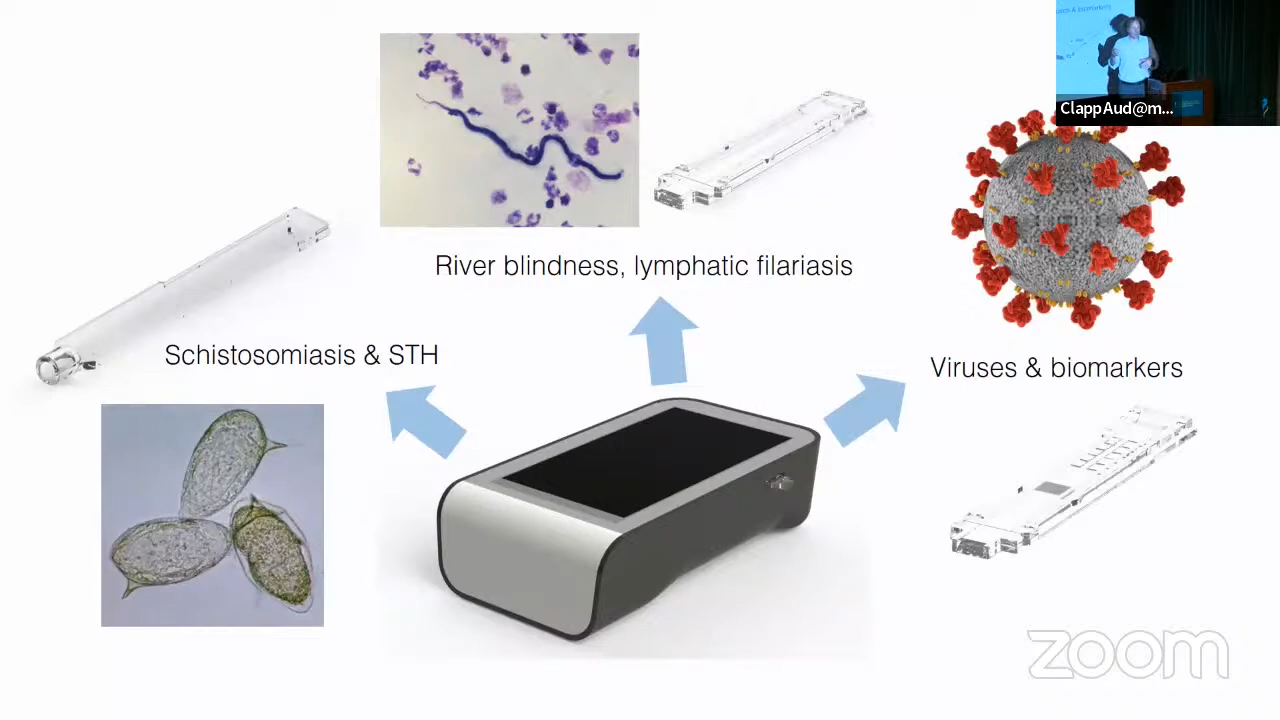 ClappAud@m...
River blindness, lymphatic filariasis
Schistosomiasis & STH
Viruses & biomarkers
zoom